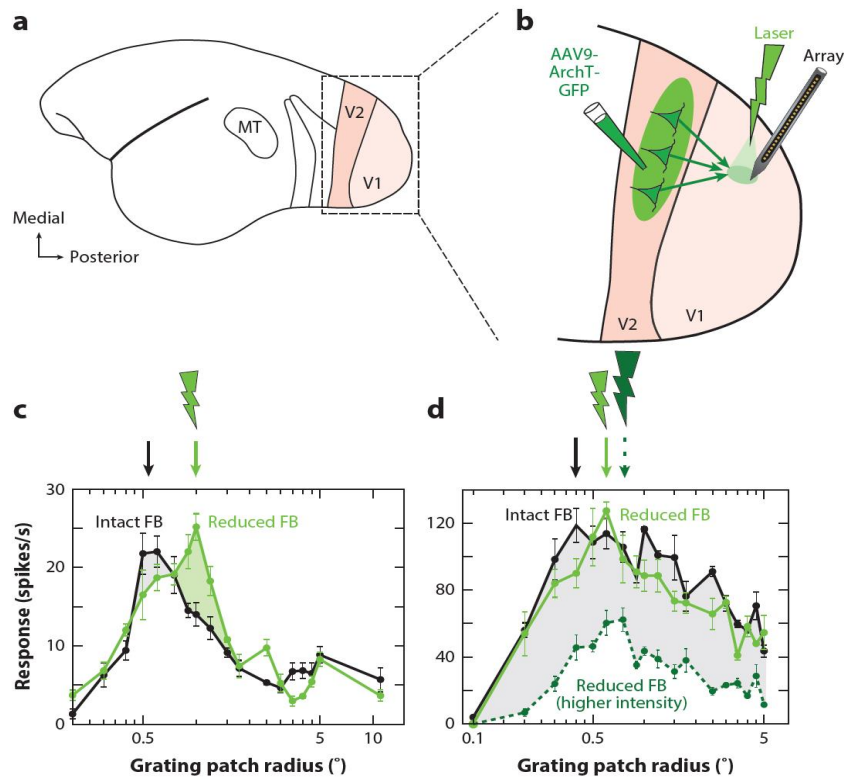 a
MT
V2
V1
Medial
Posterior
b
AAV9-
ArchT-
GFP
Laser
Array
V2
V1
c
Intact FB
Reduced FB
Response (spikes/s)
30
20
10
0
0.5
5
10
Grating patch radius (°)
d
Intact FB
Reduced FB
Reduced FB
(higher intensity)
120
80
40
0
0.1
0.5
5
Grating patch radius (°)